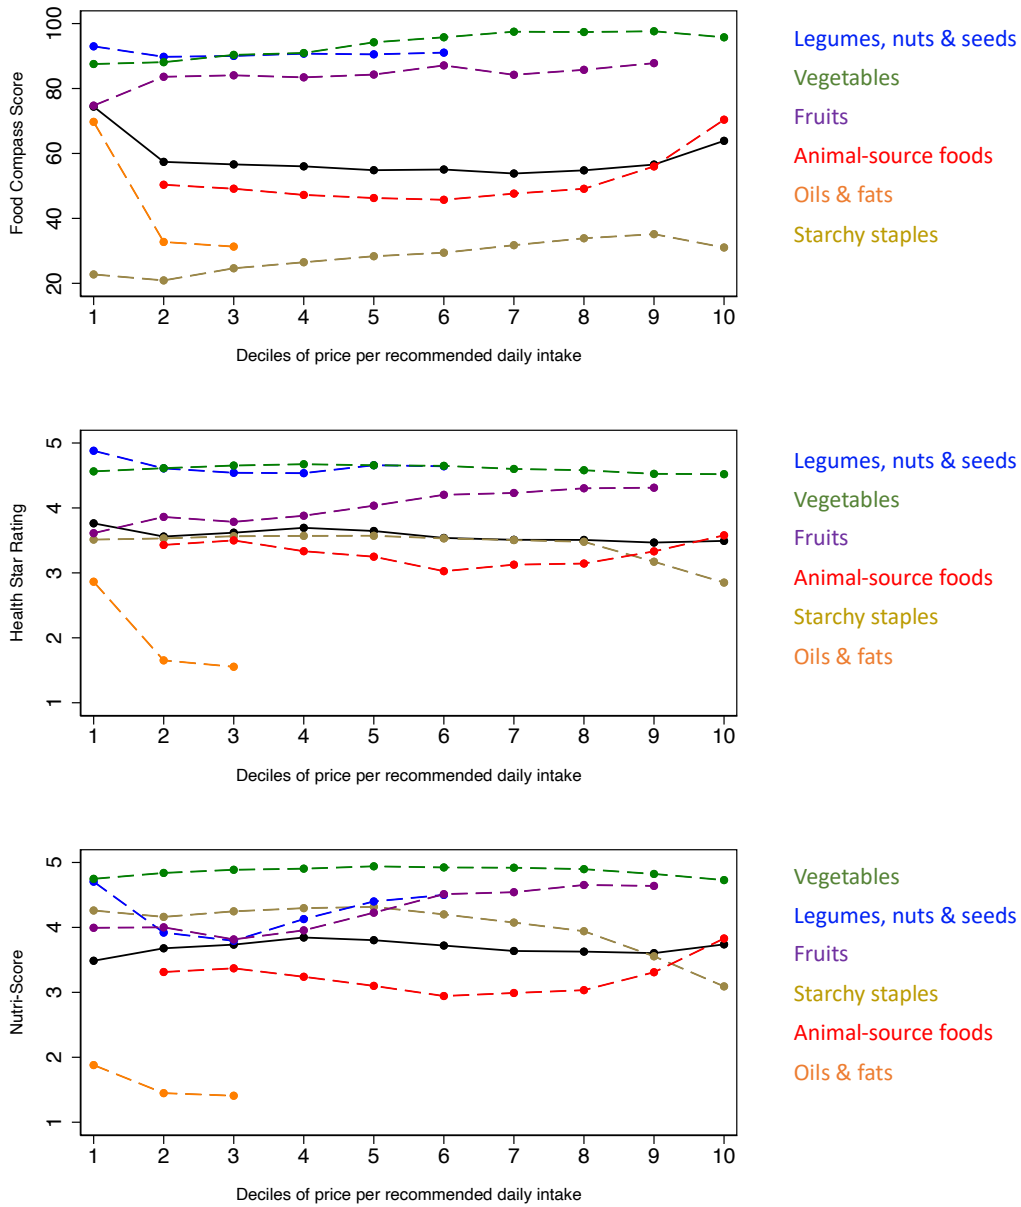 Food Compass Score
100
80
60
40
20
1 2 3 4 5 6 7 8 9 10
Deciles of price per recommended daily intake
Legumes, nuts & seeds
Vegetables
Fruits
Animal-source foods
Oils & fats
Starchy staples
Health Star Rating
5
4
3
2
1
1 2 3 4 5 6 7 8 9 10
Deciles of price per recommended daily intake
Legumes, nuts & seeds
Vegetables
Fruits
Animal-source foods
Starchy staples
Oils & fats
Nutri-Score
5
4
3
2
1
1 2 3 4 5 6 7 8 9 10
Deciles of price per recommended daily intake
Vegetables
Legumes, nuts & seeds
Fruits
Starchy staples
Animal-source foods
Oils & fats